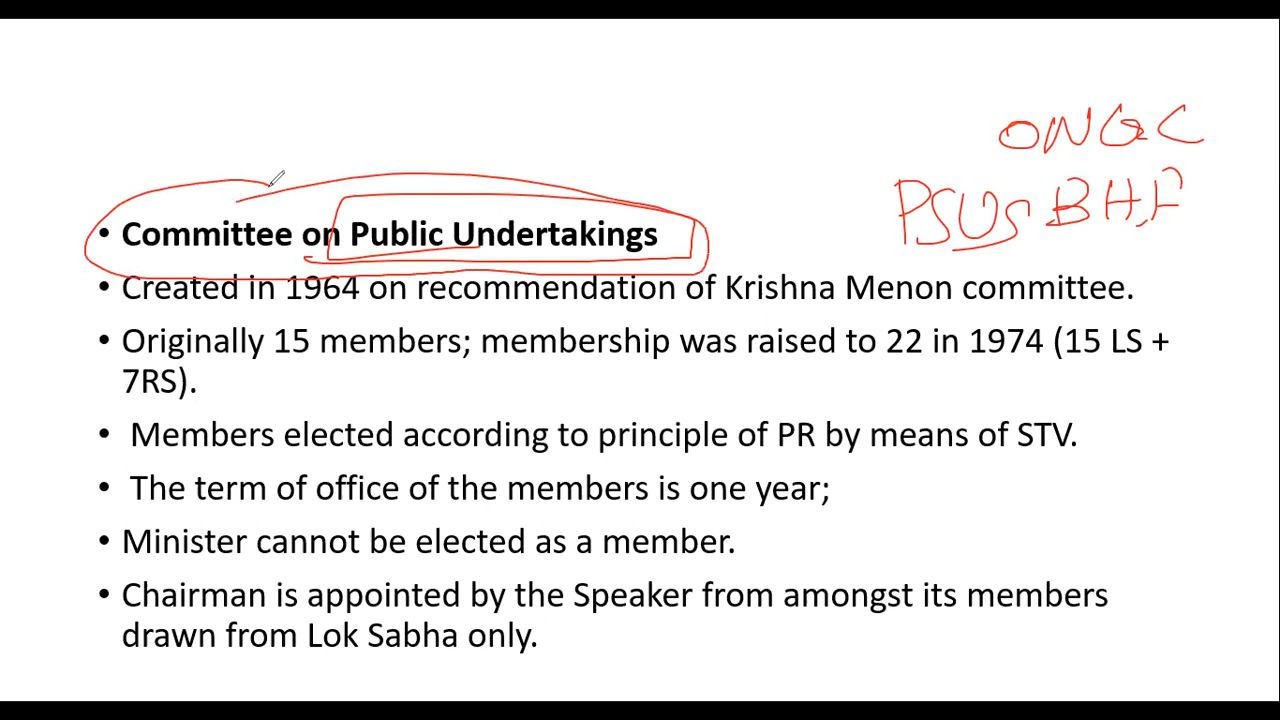 ONGC
PSUs
• Committee on Public Undertakings
• Created in 1964 on recommendation of Krishna Menon committee.
• Originally 15 members; membership was raised to 22 in 1974 (15 LS +
7RS).
• Members elected according to principle of PR by means of STV.
• The term of office of the members is one year;
• Minister cannot be elected as a member.
• Chairman is appointed by the Speaker from amongst its members
drawn from Lok Sabha only.